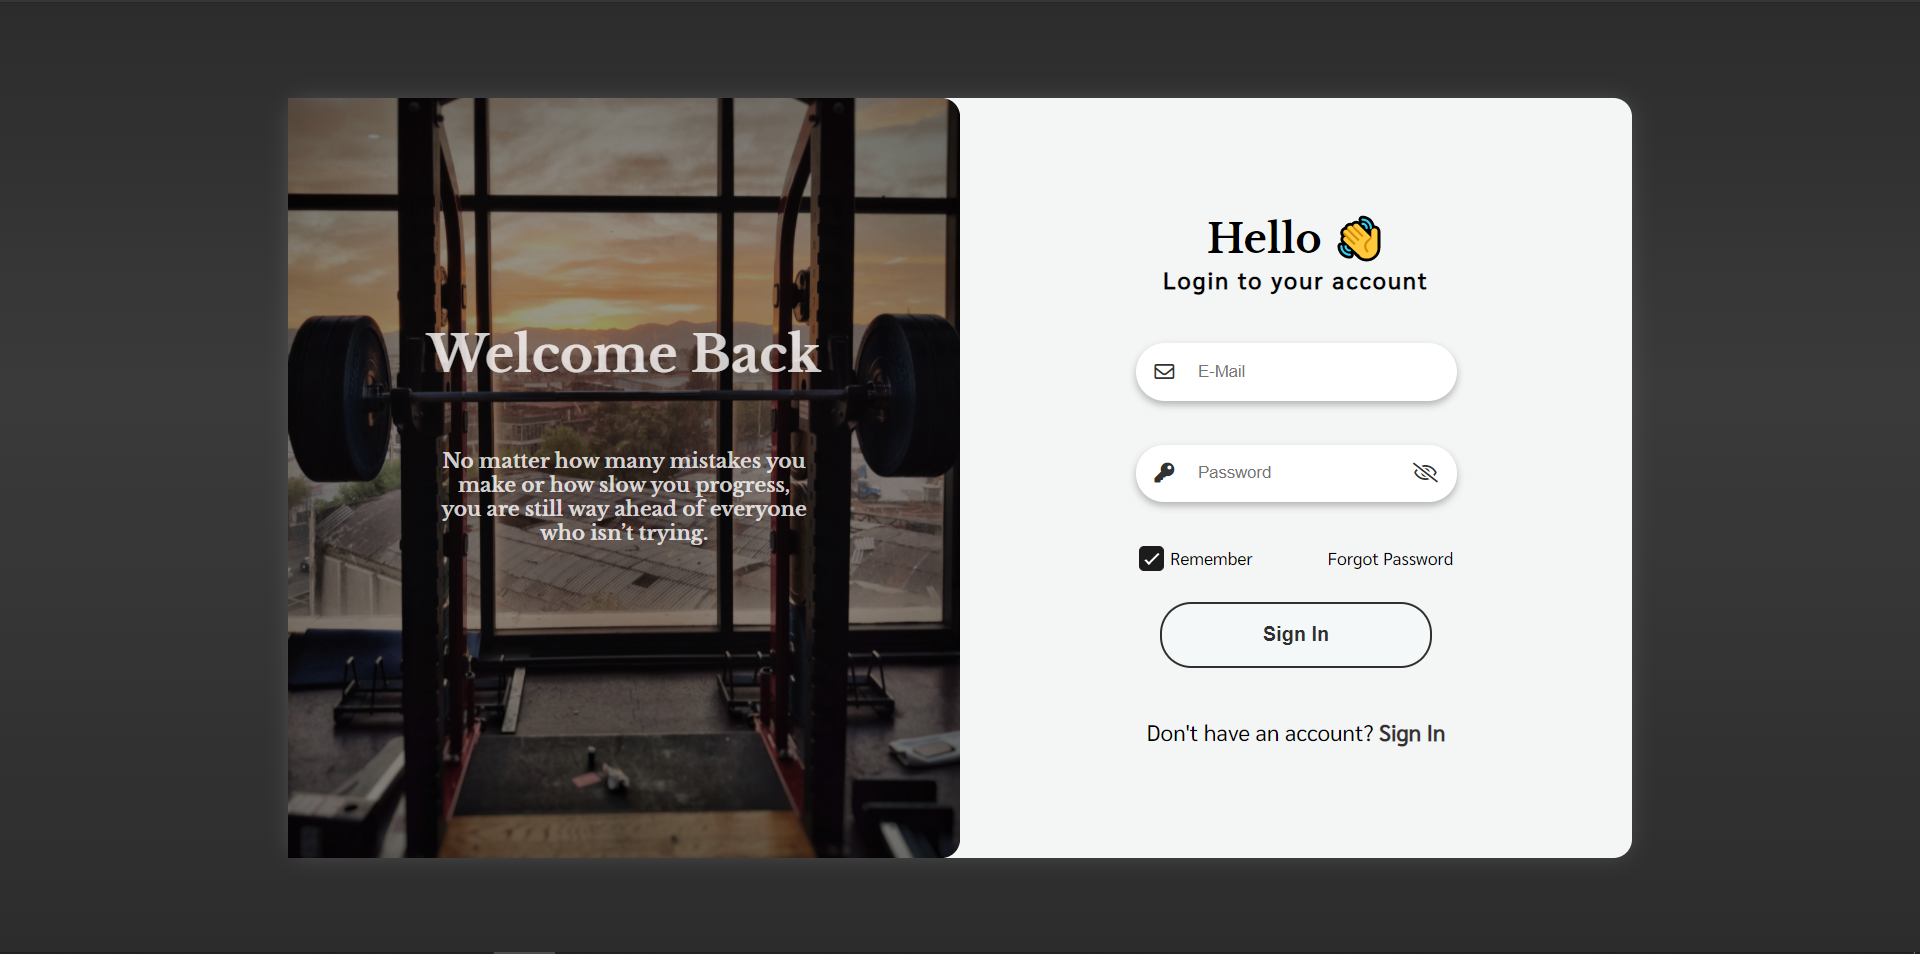 Welcome Back
No matter how many mistakes you
make or how slow you progress,
you are still way ahead of everyone
who isn’t trying.
Hello 👋
Login to your account
E-Mail
Password
Remember
Forgot Password
Sign In
Don't have an account? Sign In